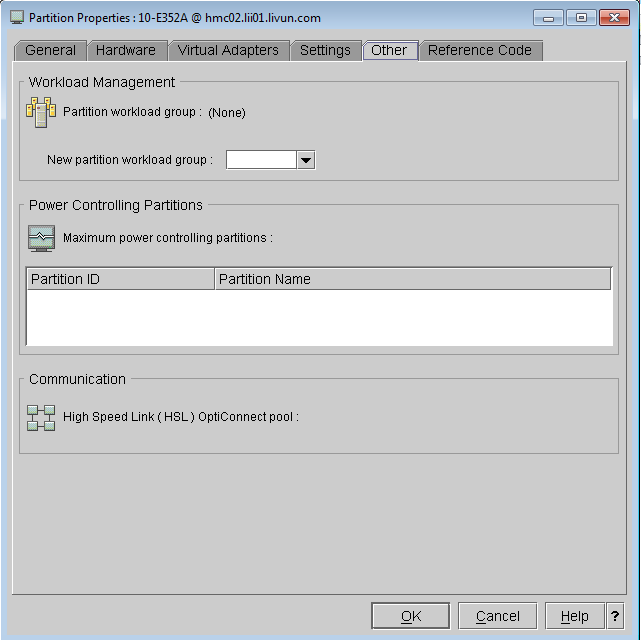 Partition Properties : 10-E352A @ hmc02.lii01.livun.com
General Hardware Virtual Adapters Settings Other Reference Code
Workload Management
Partition workload group : (None)
New partition workload group :
Power Controlling Partitions
Maximum power controlling partitions :
Partition ID Partition Name
Communication
High Speed Link ( HSL ) OptiConnect pool :
OK Cancel Help ?